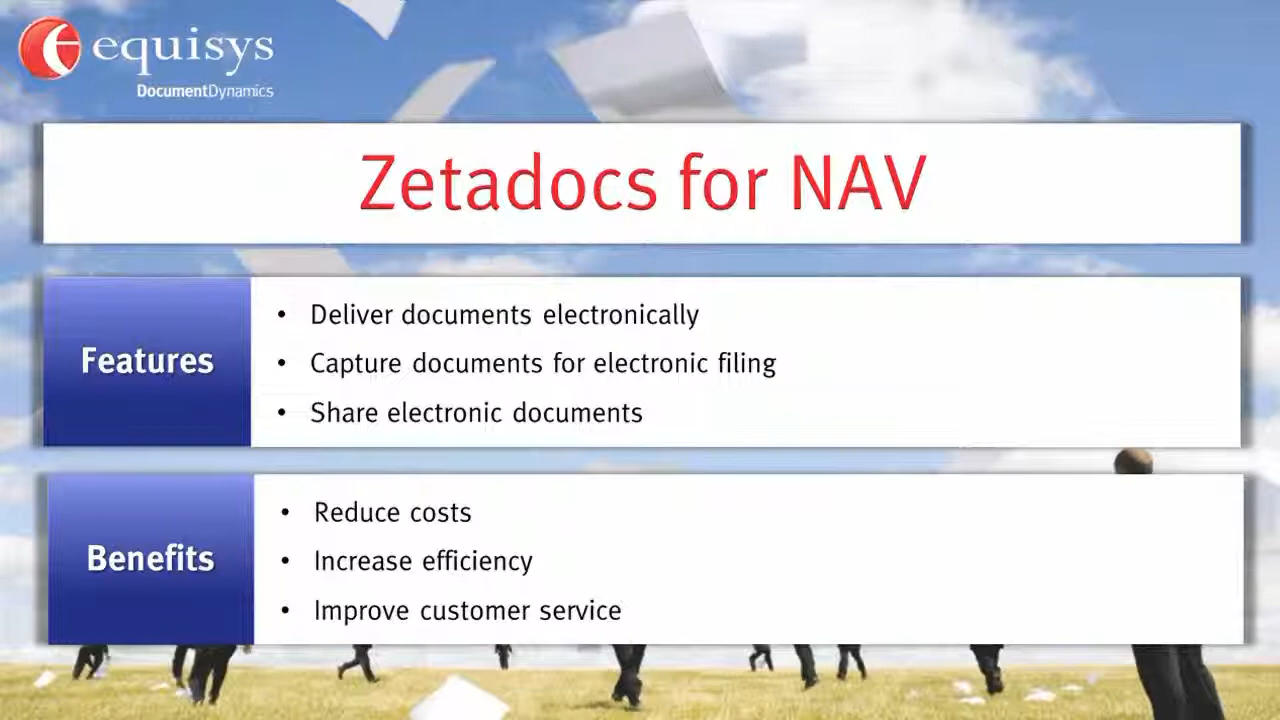 equisys
DocumentDynamics
Zetadocs for NAV
Features
• Deliver documents electronically
• Capture documents for electronic filing
• Share electronic documents
Benefits
• Reduce costs
• Increase efficiency
• Improve customer service